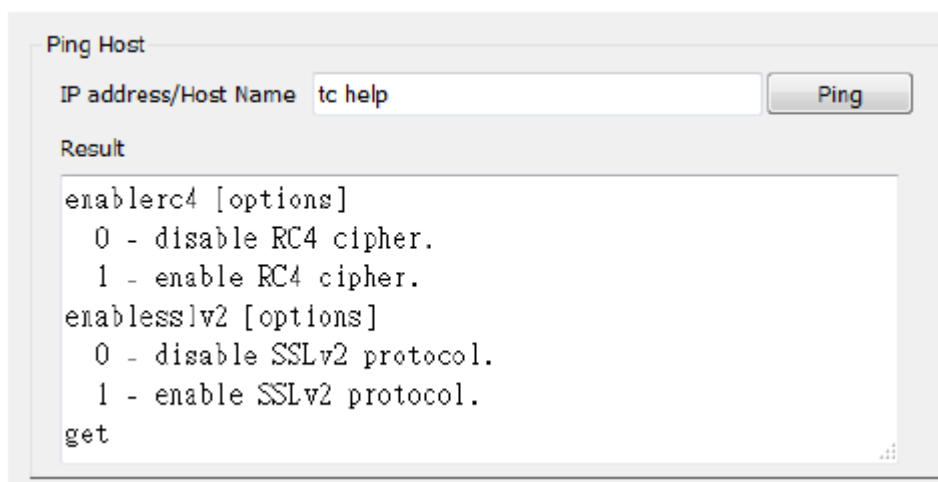 Ping Host
IP address/Host Name tc help Ping
Result
enablerc4 [options]
0 - disable RC4 cipher.
1 - enable RC4 cipher.
enablesslv2 [options]
0 - disable SSLv2 protocol.
1 - enable SSLv2 protocol.
get